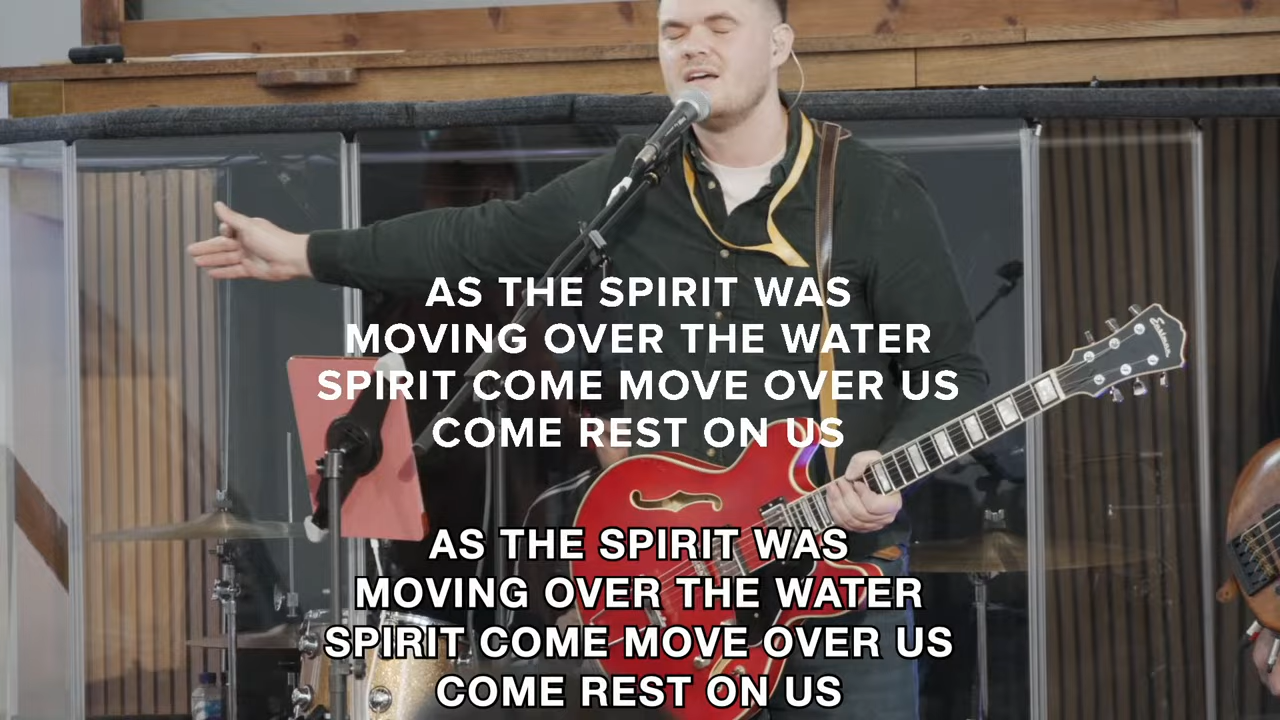 AS THE SPIRIT WAS
MOVING OVER THE WATER
SPIRIT COME MOVE OVER US
COME REST ON US
Eastman
AS THE SPIRIT WAS
MOVING OVER THE WATER
SPIRIT COME MOVE OVER US
COME REST ON US